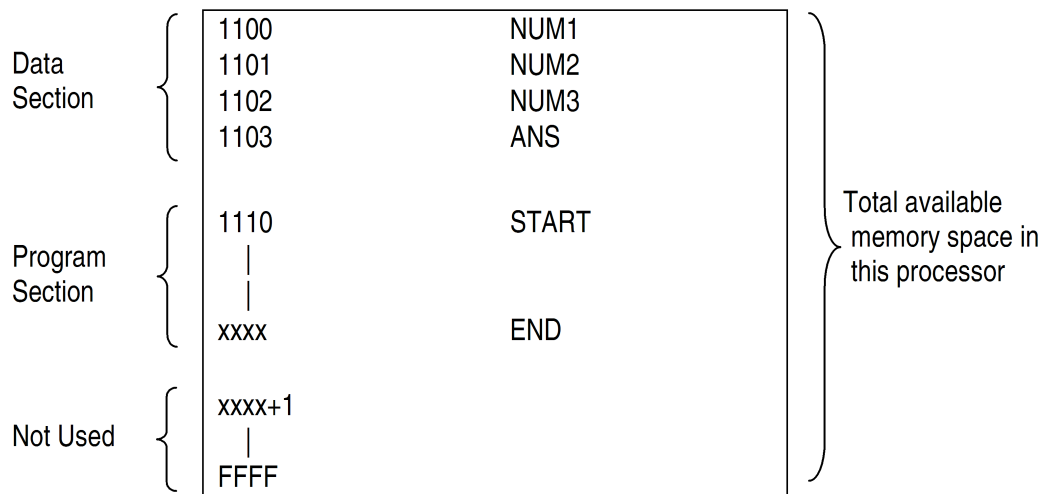 Data
Section
1100 NUM1
1101 NUM2
1102 NUM3
1103 ANS
Program
Section
1110 START
xxxx END
Not Used
xxxx+1
FFFF
Total available
memory space in
this processor